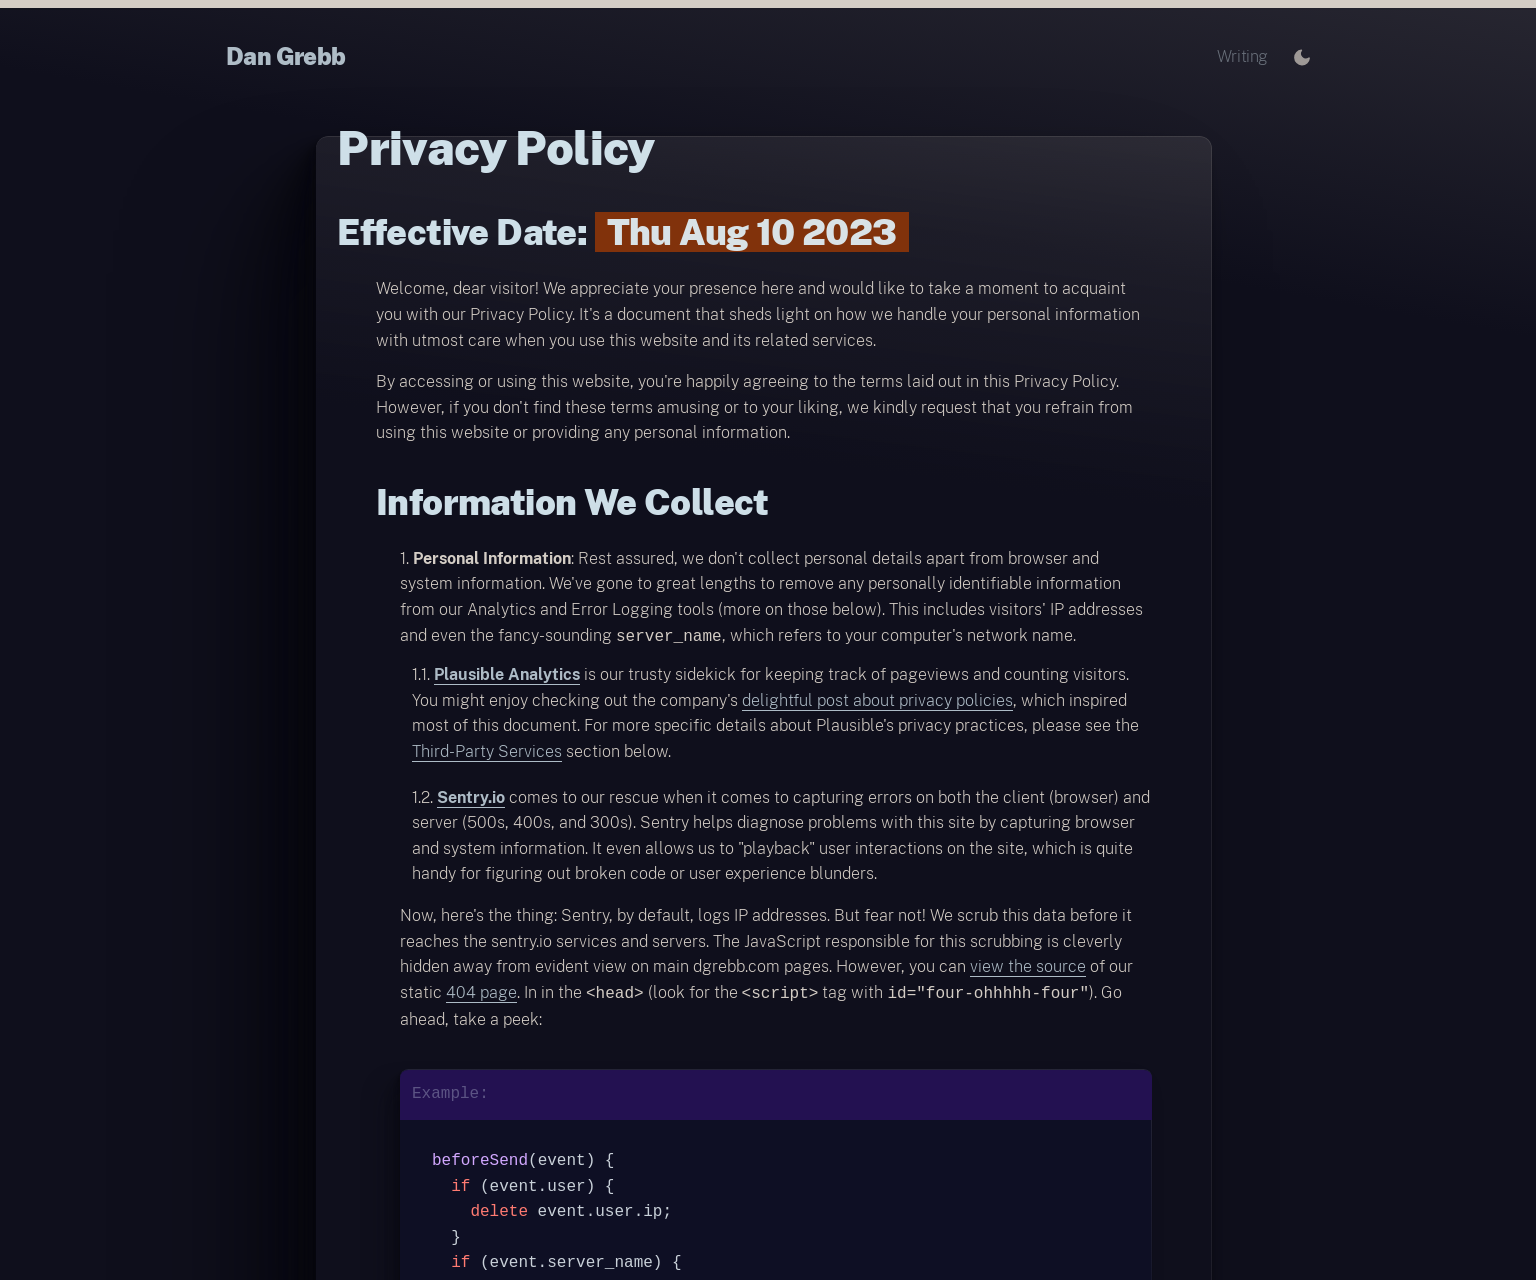 Dan Grebb
Writing
Privacy Policy
Effective Date: Thu Aug 10 2023
Welcome, dear visitor! We appreciate your presence here and would like to take a moment to acquaint
you with our Privacy Policy. It's a document that sheds light on how we handle your personal information
with utmost care when you use this website and its related services.
By accessing or using this website, you're happily agreeing to the terms laid out in this Privacy Policy.
However, if you don't find these terms amusing or to your liking, we kindly request that you refrain from
using this website or providing any personal information.
Information We Collect
1. Personal Information: Rest assured, we don't collect personal details apart from browser and
system information. We've gone to great lengths to remove any personally identifiable information
from our Analytics and Error Logging tools (more on those below). This includes visitors' IP addresses
and even the fancy-sounding server_name, which refers to your computer's network name.
1.1. Plausible Analytics is our trusty sidekick for keeping track of pageviews and counting visitors.
You might enjoy checking out the company's delightful post about privacy policies, which inspired
most of this document. For more specific details about Plausible's privacy practices, please see the
Third-Party Services section below.
1.2. Sentry.io comes to our rescue when it comes to capturing errors on both the client (browser) and
server (500s, 400s, and 300s). Sentry helps diagnose problems with this site by capturing browser
and system information. It even allows us to "playback" user interactions on the site, which is quite
handy for figuring out broken code or user experience blunders.
Now, here's the thing: Sentry, by default, logs IP addresses. But fear not! We scrub this data before it
reaches the sentry.io services and servers. The JavaScript responsible for this scrubbing is cleverly
hidden away from evident view on main dgrebb.com pages. However, you can view the source of our
static 404 page. In in the <head> (look for the <script> tag with id="four-ohhhhh-four"). Go
ahead, take a peek:
Example:
beforeSend(event) {
  if (event.user) {
    delete event.user.ip;
  }
  if (event.server_name) {